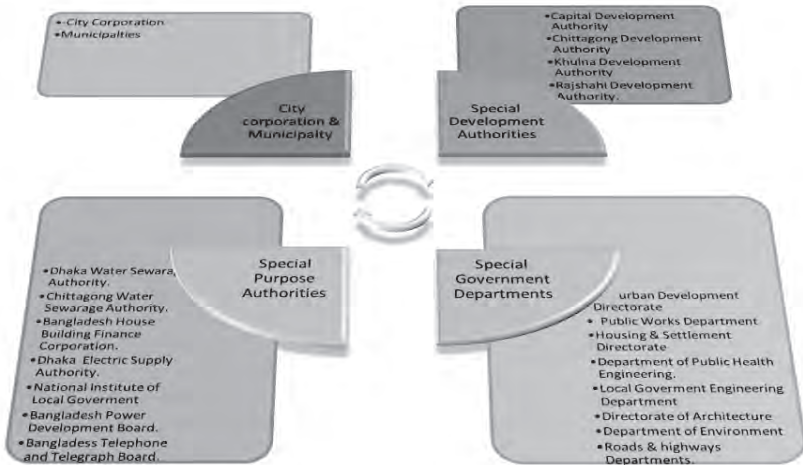 •-City Corporation
•Municipalties
City
corporation &
Municipalty
•Capital Development
Authority
•Chittagong Development
Authority
•Khulna Development
Authority
•Rajshahi Development
Authority.
Special
Development
Authorities
•Dhaka Water Sewara
Authority.
•Chittagong Water
Sewarage Authority.
•Bangladesh House
Building Finance
Corporation.
•Dhaka Electric Supply
Authority.
•National Institute of
Local Goverment
•Bangladesh Power
Development Board.
•Bangladess Telephone
and Telegraph Board.
Special
Purpose
Authorities
Special
Government
Departments
urban Development
Directorate
• Public Works Department
•Housing & Settlement
Directorate
•Department of Public Health
Engineering.
•Local Goverment Engineering
Department
•Directorate of Architecture
•Department of Environment
•Roads & highways
Departments.